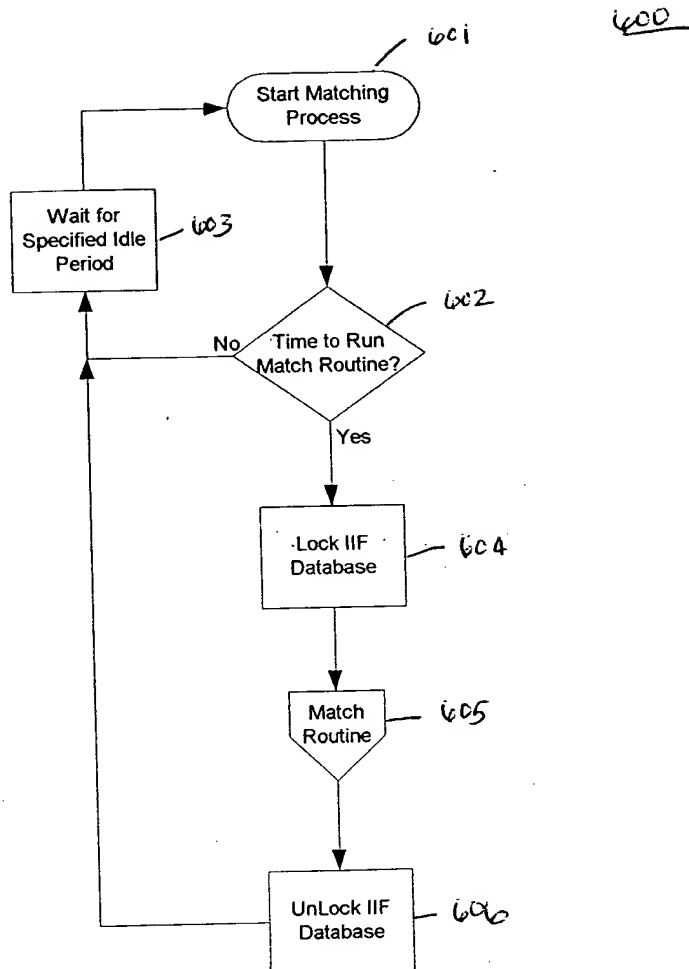 600
601
Start Matching
Process
Wait for
Specified Idle
Period
603
602
No
Time to Run
Match Routine?
Yes
Lock IIF
Database
604
Match
Routine
605
UnLock IIF
Database
606